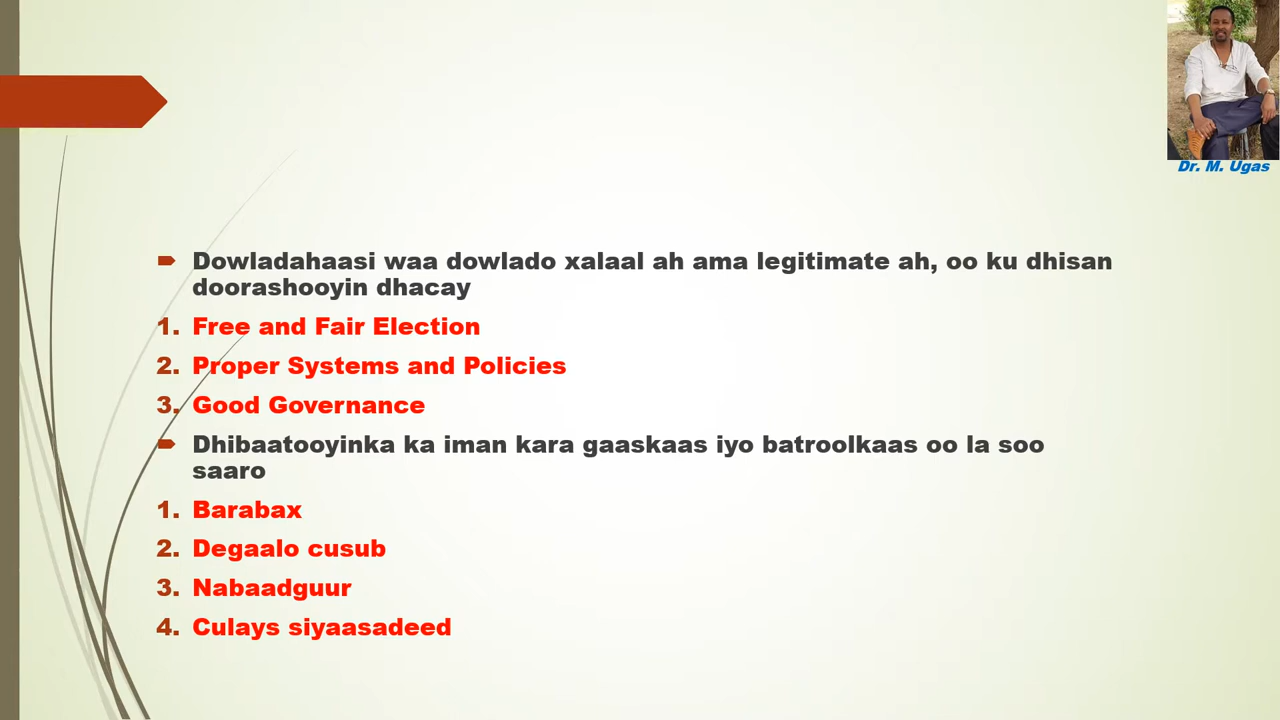 Dr. M. Ugas
Dowladahaasi waa dowlado xalaal ah ama legitimate ah, oo ku dhisan
doorashooyin dhacay
1. Free and Fair Election
2. Proper Systems and Policies
3. Good Governance
Dhibaatooyinka ka iman kara gaaskaas iyo batroolkaas oo la soo
saaro
1. Barabax
2. Degaalo cusub
3. Nabaadguur
4. Culays siyaasadeed